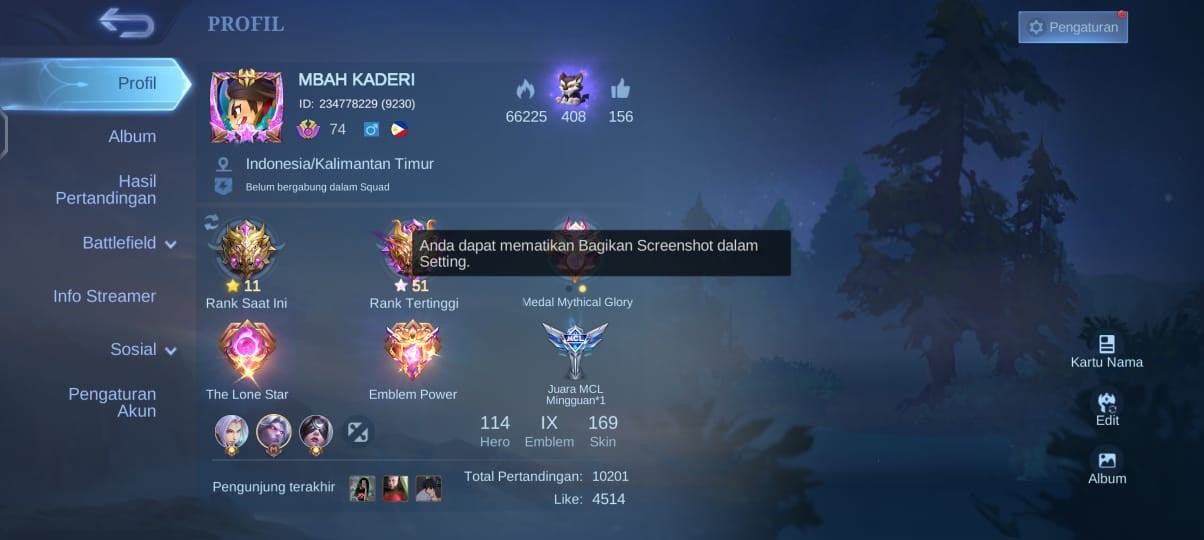 PROFIL
Pengaturan
Profil
Album
Hasil
Pertandingan
Battlefield
Info Streamer
Sosial
Pengaturan
Akun
MBAH KADERI
ID: 234778229 (9230)
74
66225
408
156
Indonesia/Kalimantan Timur
Belum bergabung dalam Squad
Anda dapat mematikan Bagikan Screenshot dalam
Setting.
11
51
Rank Saat Ini
Rank Tertinggi
Medal Mythical Glory
MCL
The Lone Star
Emblem Power
Juara MCL
Mingguan*1
114
IX
169
Hero
Emblem
Skin
Pengunjung terakhir
Total Pertandingan: 10201
Like: 4514
Kartu Nama
Edit
Album